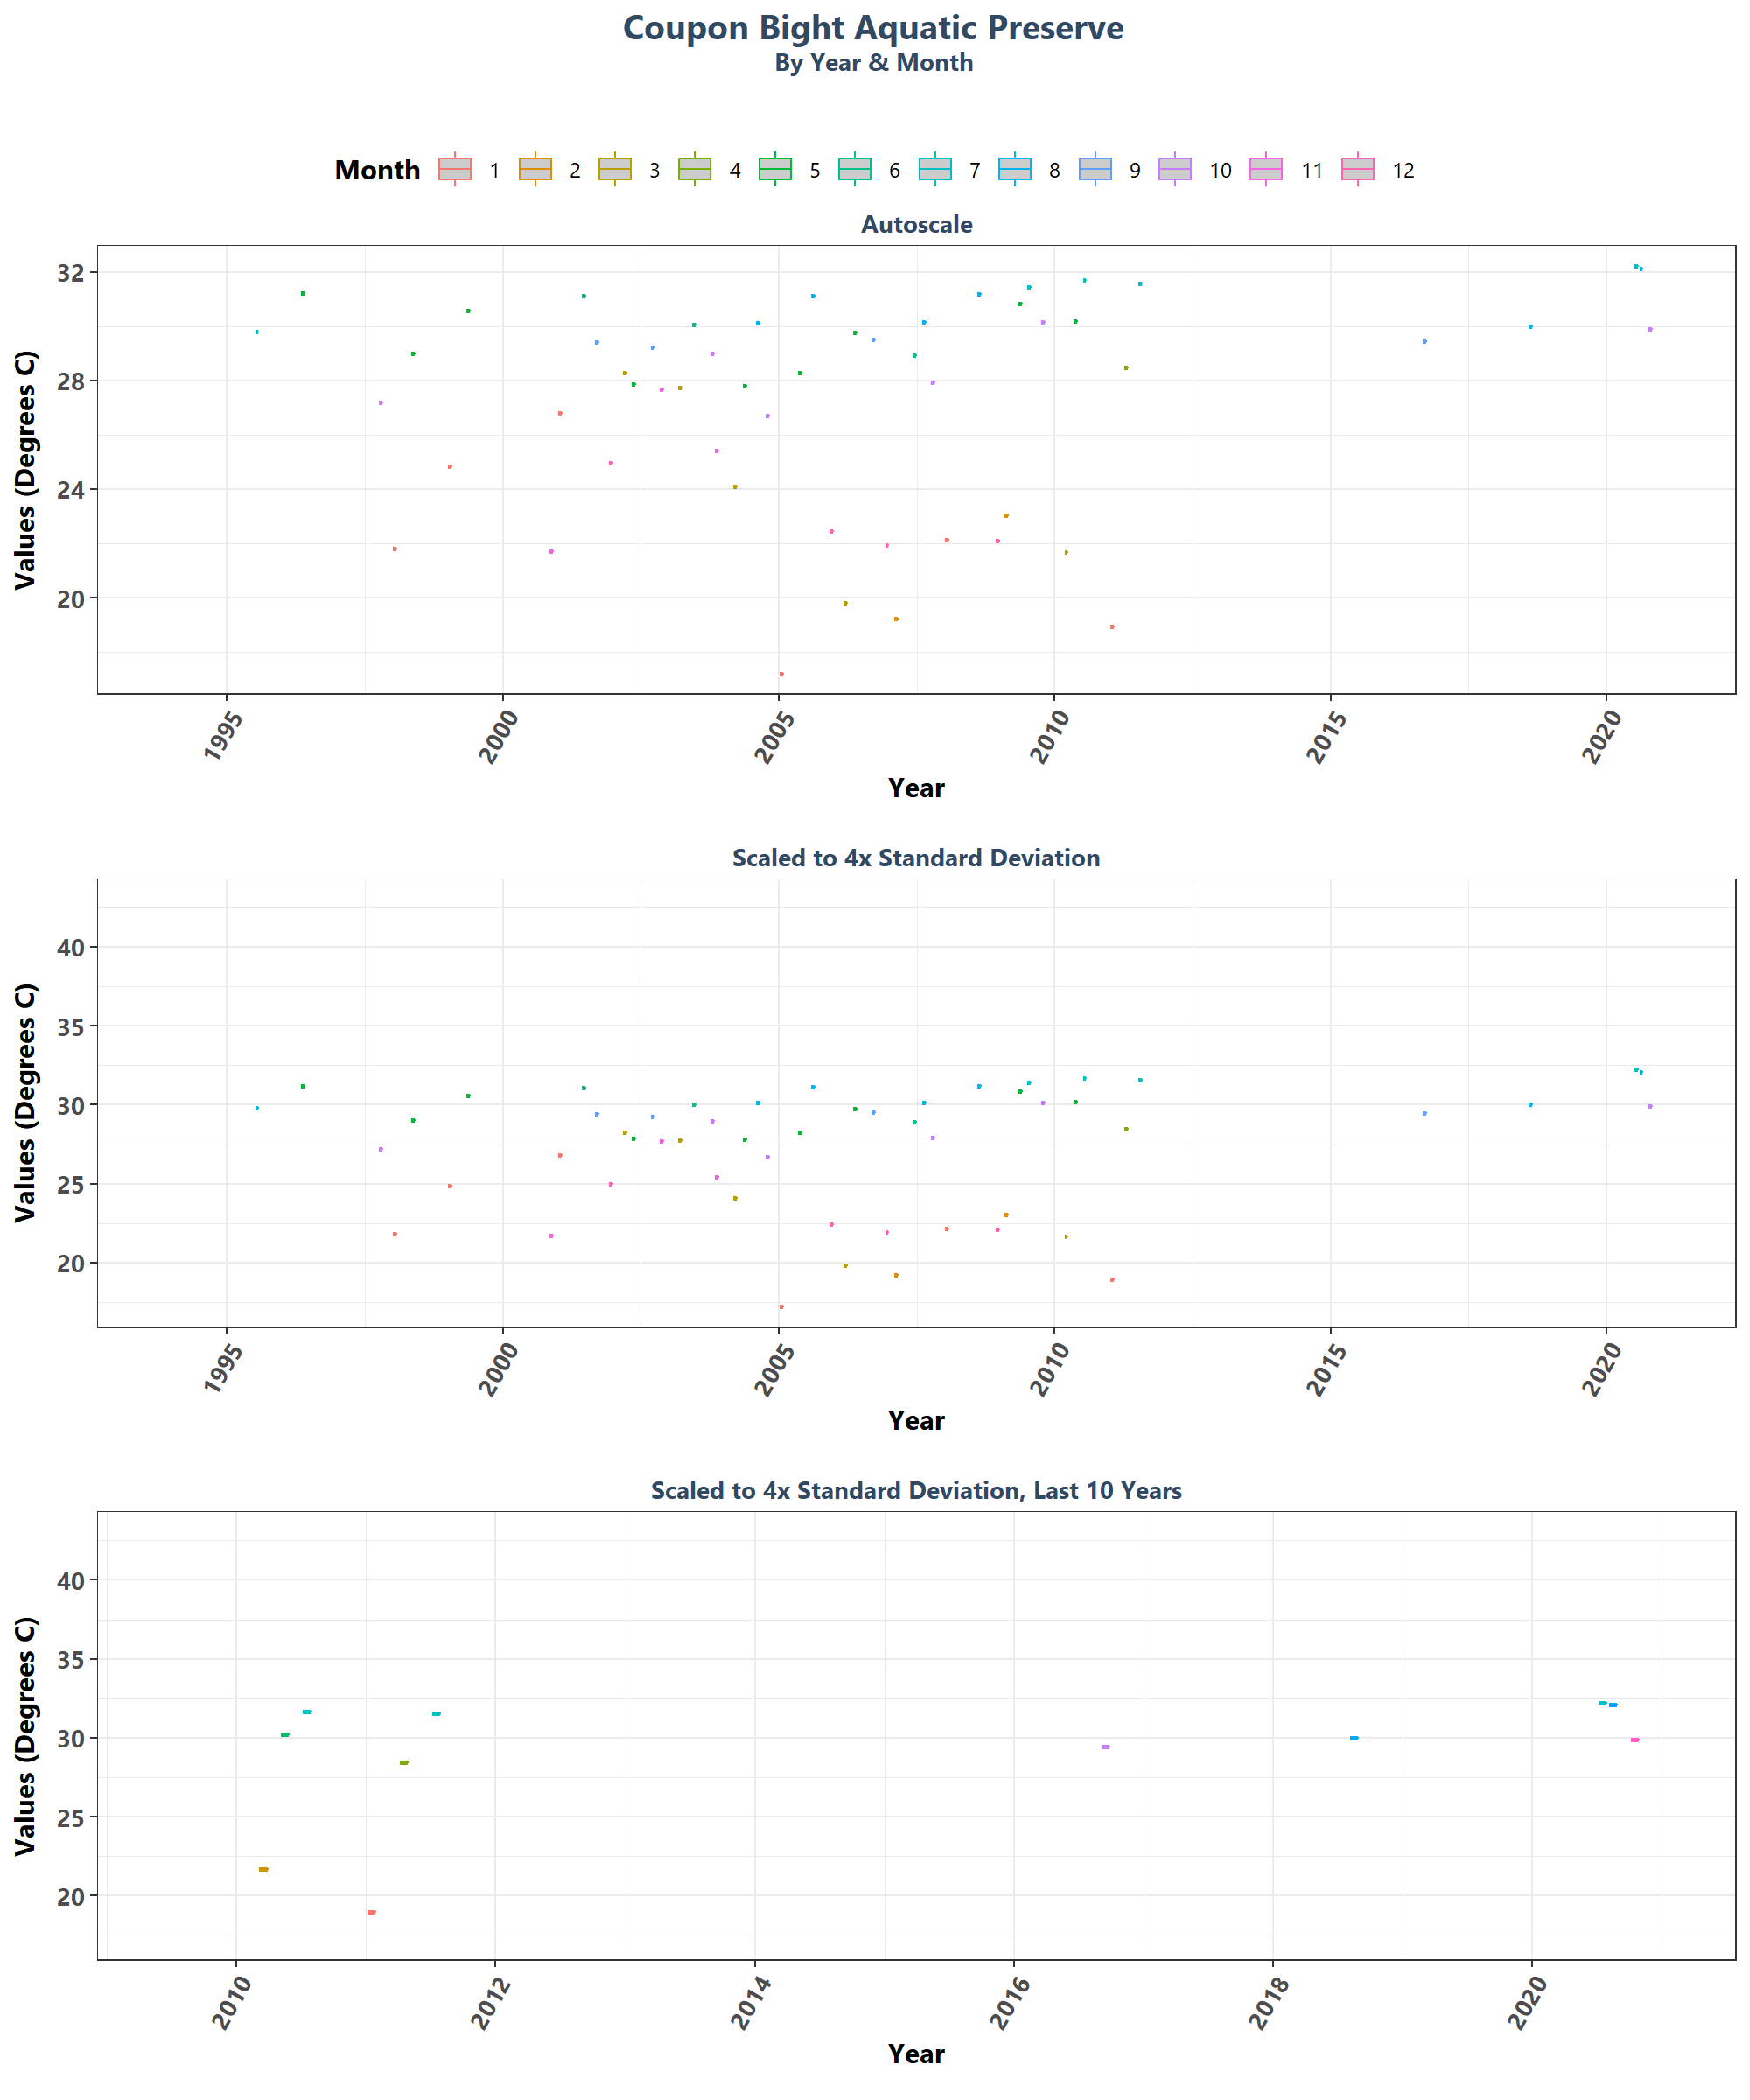 Coupon Bight Aquatic Preserve
By Year & Month
Month 1 2 3 4 5 6 7 8 9 10 11 12
Autoscale
Values (Degrees C)
32
28
24
20
1995 2000 2005 2010 2015 2020
Year
Scaled to 4x Standard Deviation
Values (Degrees C)
40
35
30
25
20
1995 2000 2005 2010 2015 2020
Year
Scaled to 4x Standard Deviation, Last 10 Years
Values (Degrees C)
40
35
30
25
20
2010 2012 2014 2016 2018 2020
Year